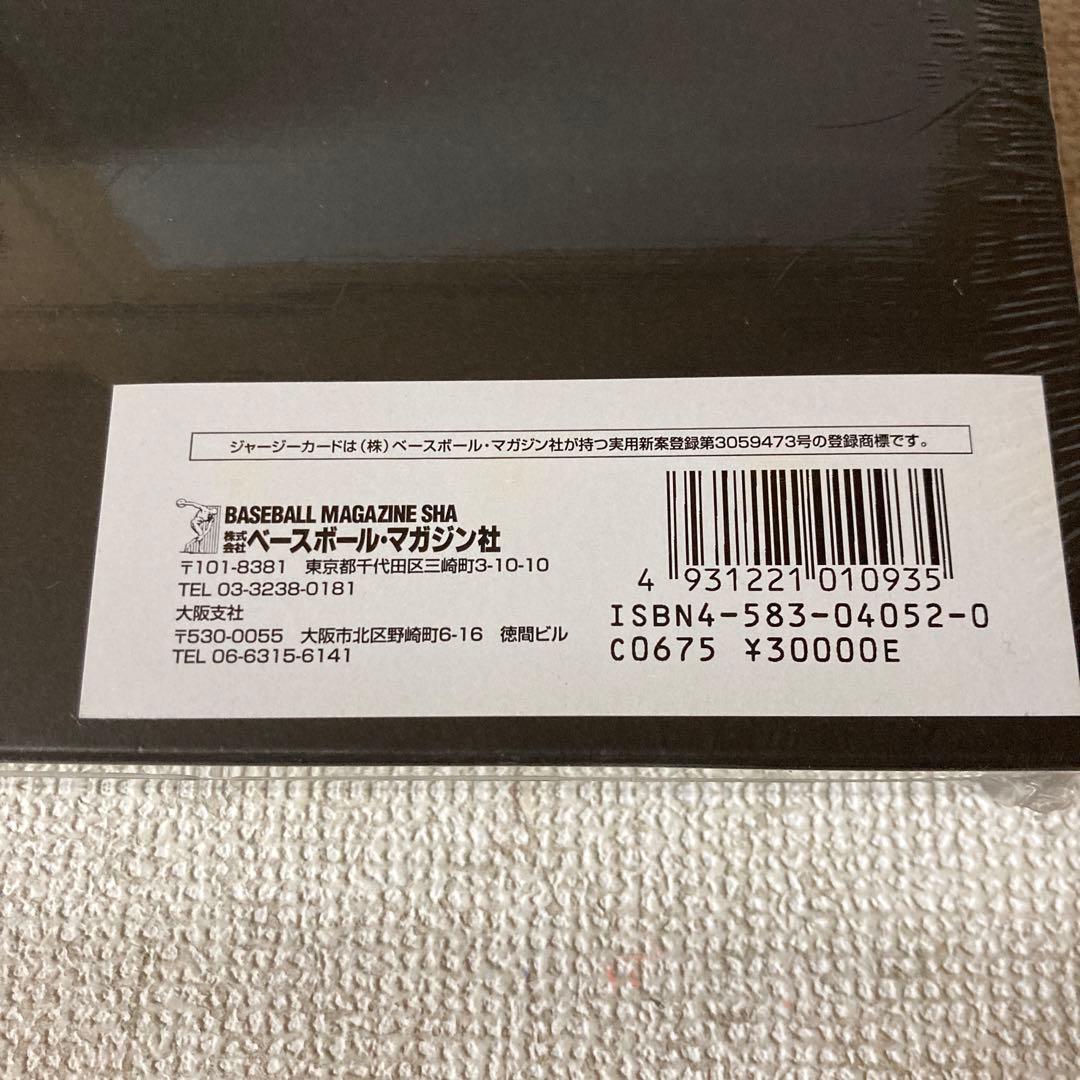 ジャージーカードは(株)ベースボール・マガジン社が持つ実用新案登録第3059473号の登録商標です。
BASEBALL MAGAZINE SHA
株式会社ベースボール・マガジン社
〒101-8381 東京都千代田区三崎町3-10-10
TEL 03-3238-0181
大阪支社
〒530-0055 大阪市北区野崎町6-16 徳間ビル
TEL 06-6315-6141
4 931221 010935
ISBN4-583-04052-0
C0675 ¥30000E